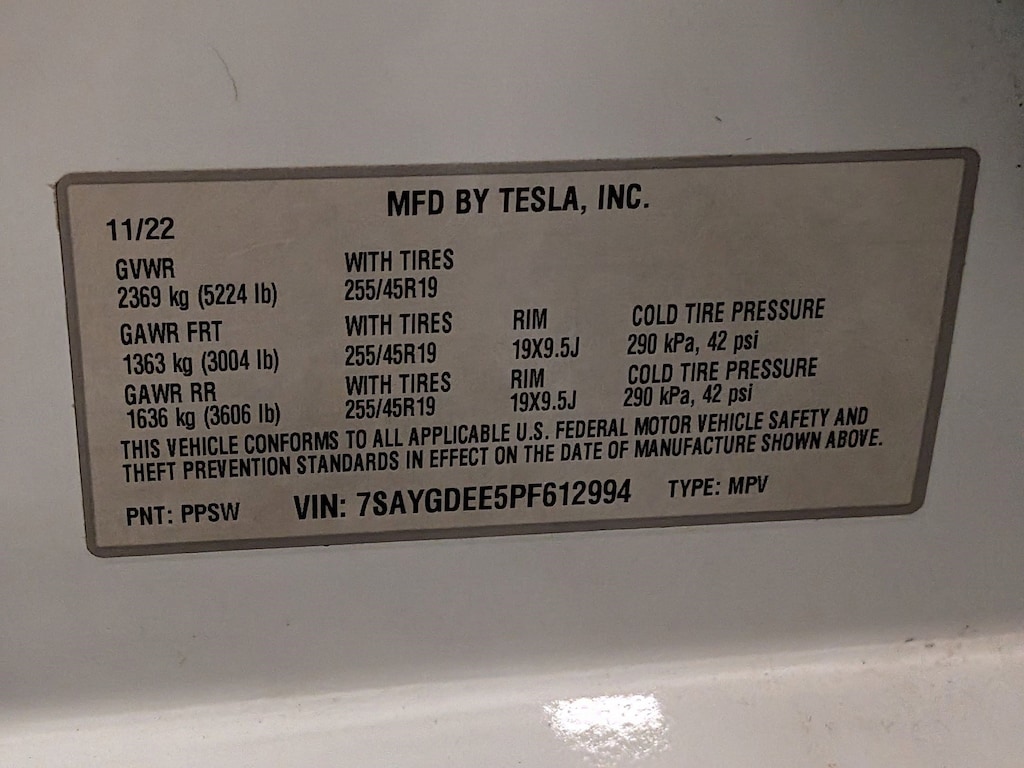 MFD BY TESLA, INC.
11/22
GVWR WITH TIRES
2369 kg (5224 lb) 255/45R19
GAWR FRT WITH TIRES RIM COLD TIRE PRESSURE
1363 kg (3004 lb) 255/45R19 19X9.5J 290 kPa, 42 psi
GAWR RR WITH TIRES RIM COLD TIRE PRESSURE
1636 kg (3606 lb) 255/45R19 19X9.5J 290 kPa, 42 psi
THIS VEHICLE CONFORMS TO ALL APPLICABLE U.S. FEDERAL MOTOR VEHICLE SAFETY AND
THEFT PREVENTION STANDARDS IN EFFECT ON THE DATE OF MANUFACTURE SHOWN ABOVE.
PNT: PPSW VIN: 7SAYGDEE5PF612994 TYPE: MPV